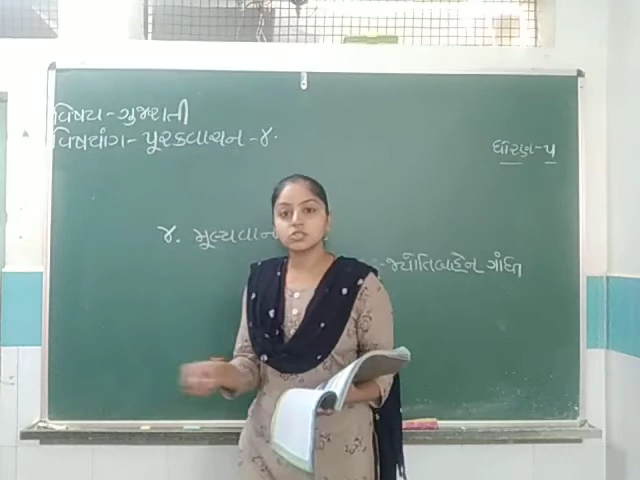 વિષય - ગુજરાતી
વિષયાંગ - પૂરકવાચન - ૪.
ધોરણ - ૫
૪. મૂલ્યવાન
- જ્યોતિબહેન ગાંધી